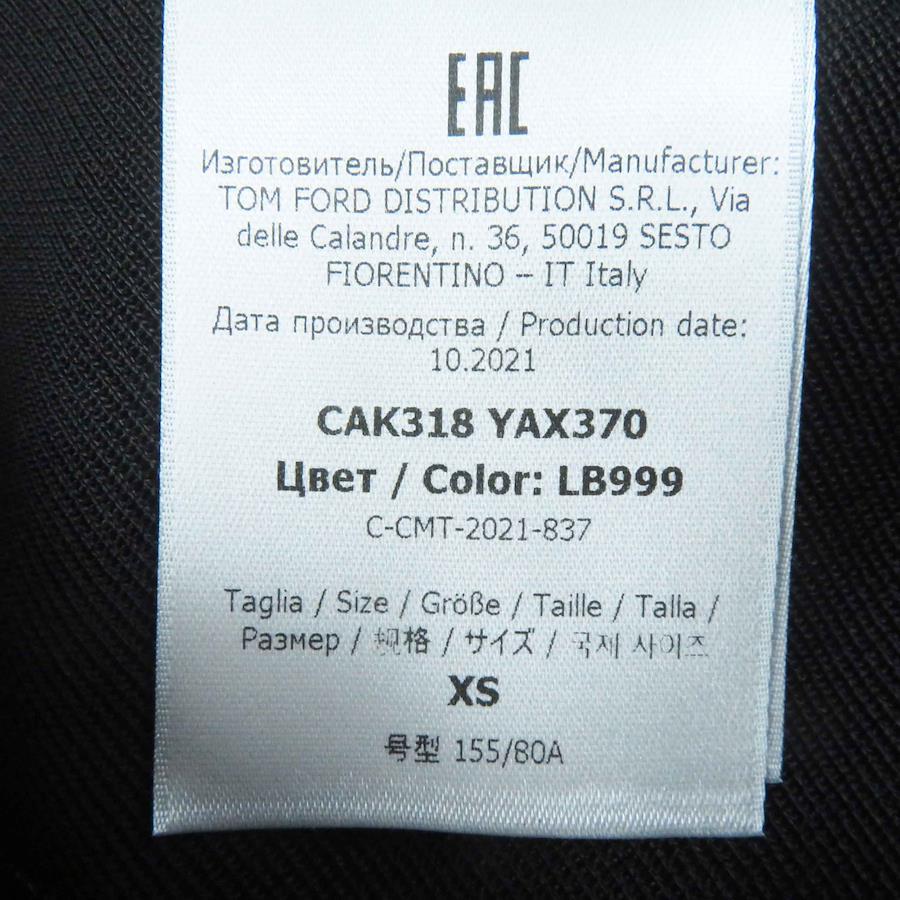 EAC
Изготовитель/Поставщик/Manufacturer:
TOM FORD DISTRIBUTION S.R.L., Via
delle Calandre, n. 36, 50019 SESTO
FIORENTINO – IT Italy
Дата производства / Production date:
10.2021
CAK318 YAX370
Цвет / Color: LB999
C-CMT-2021-837
Taglia / Size / Größe / Taille / Talla /
Размер / 规格 / サイズ / 국제 사이즈
XS
号型 155/80A